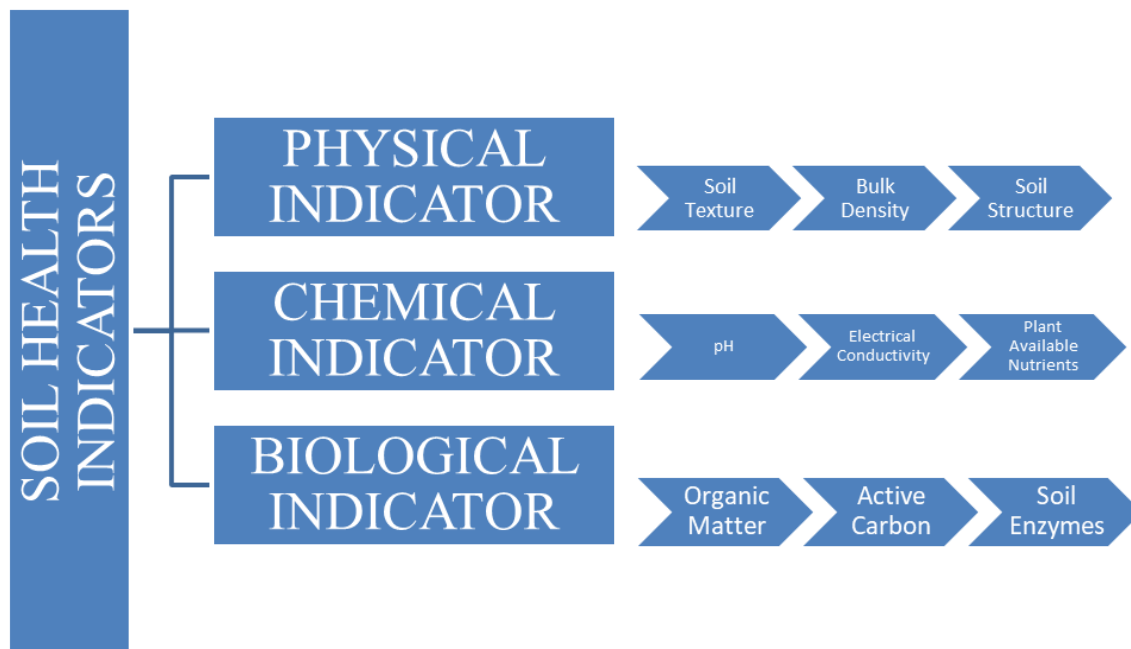 SOIL HEALTH
INDICATORS
PHYSICAL
INDICATOR
Soil
Texture
Bulk
Density
Soil
Structure
CHEMICAL
INDICATOR
pH
Electrical
Conductivity
Plant
Available
Nutrients
BIOLOGICAL
INDICATOR
Organic
Matter
Active
Carbon
Soil
Enzymes